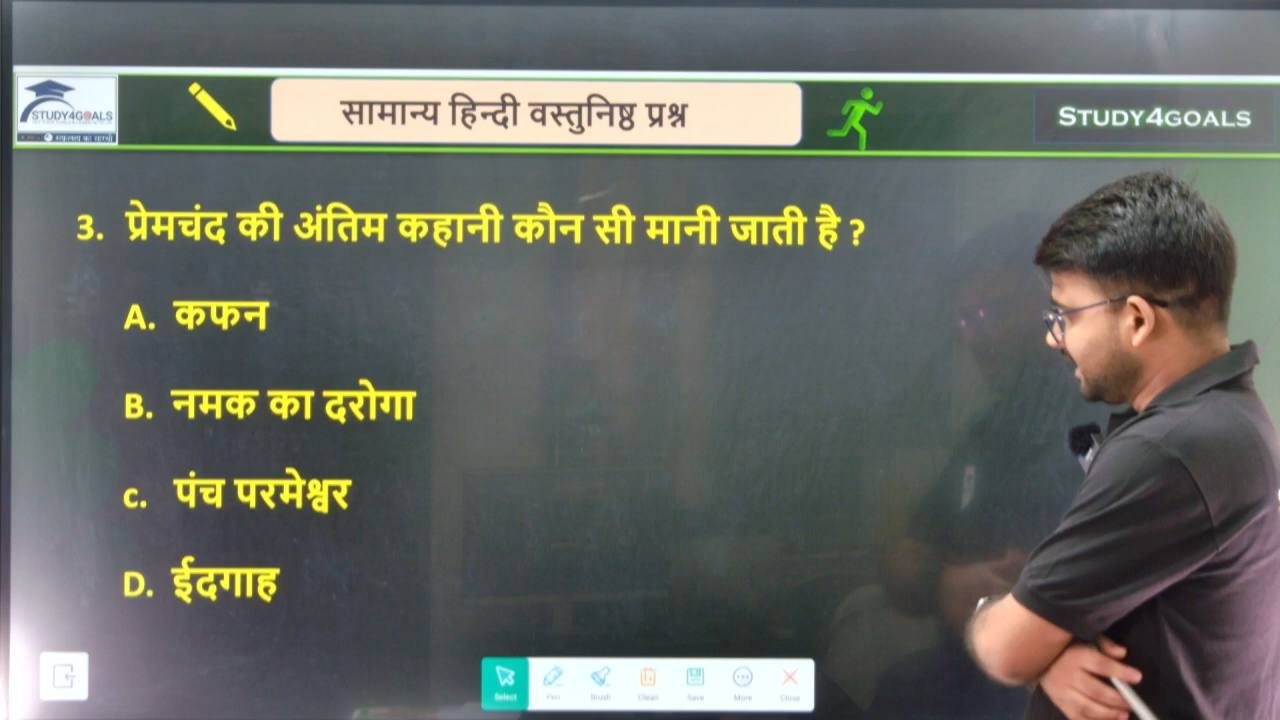 STUDY4GOALS
सफलता का साथी
सामान्य हिन्दी वस्तुनिष्ठ प्रश्न
STUDY4GOALS
3. प्रेमचंद की अंतिम कहानी कौन सी मानी जाती है ?
A. कफन
B. नमक का दरोगा
C. पंच परमेश्वर
D. ईदगाह
Select Pen Brush Clean Save More Close